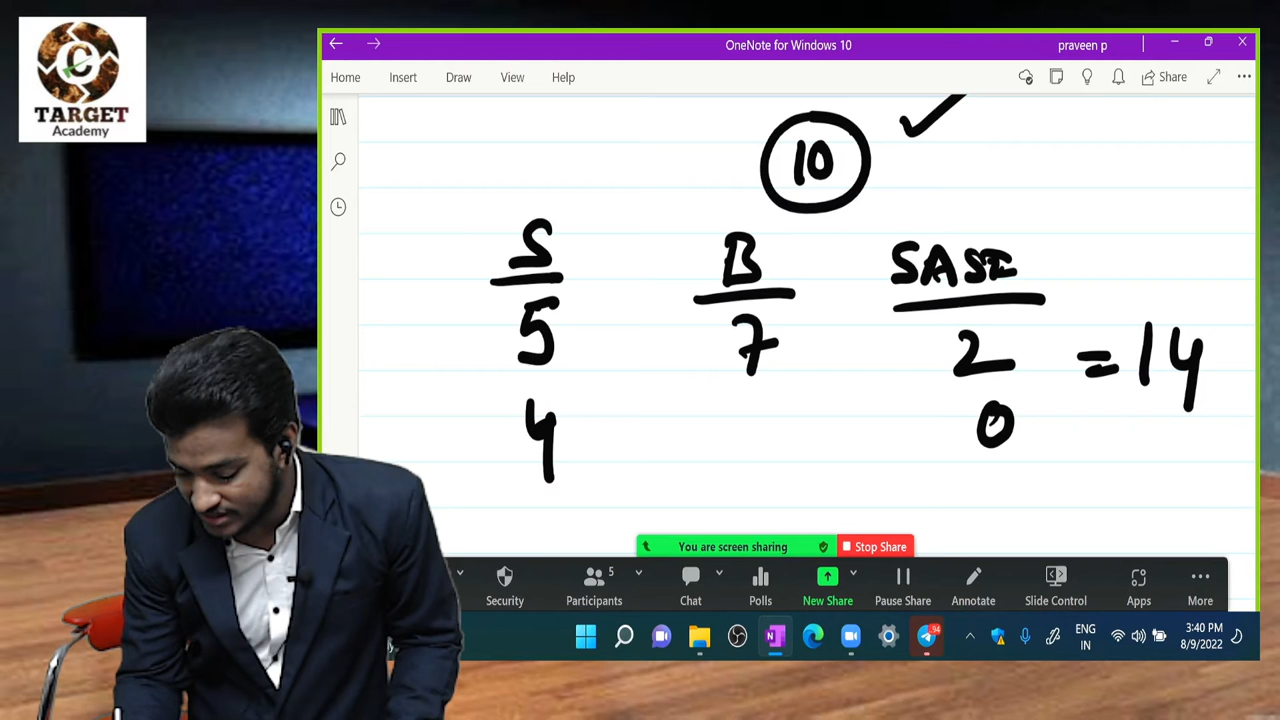 C
TARGET
Academy
OneNote for Windows 10
praveen p
Home Insert Draw View Help
Share
10
S B SASI
5 7 2 = 14
4 0
You are screen sharing
Stop Share
5
Security Participants Chat Polls New Share Pause Share Annotate Slide Control Apps More
94
ENG
IN
3:40 PM
8/9/2022